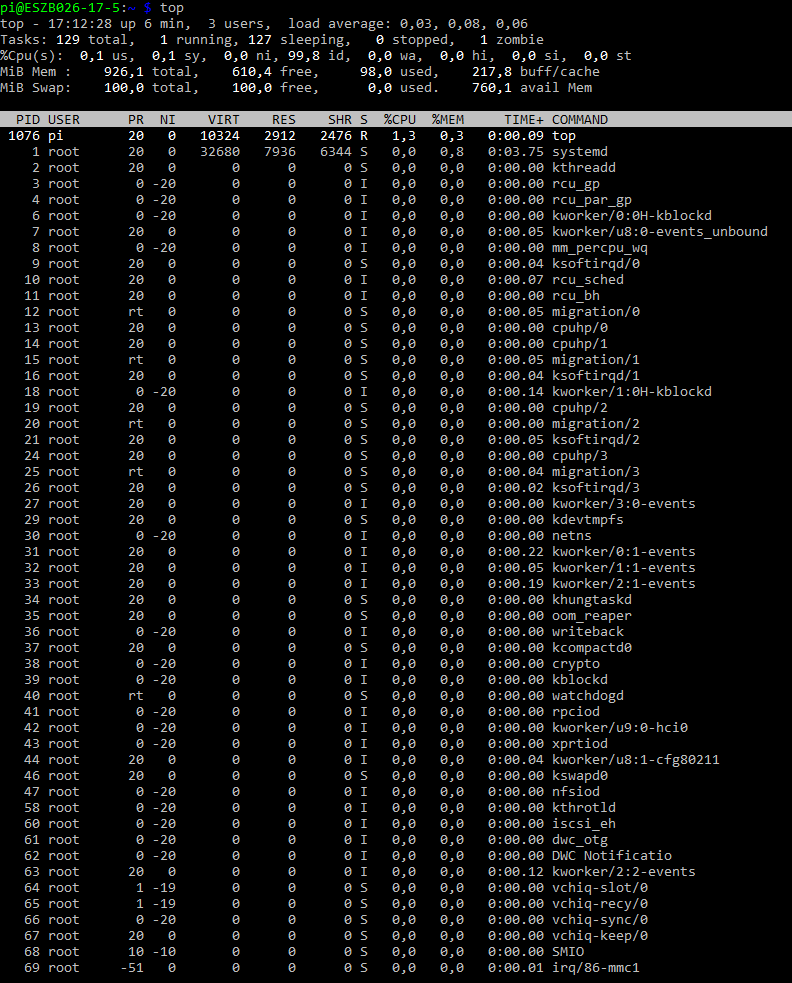 pi@ESZB026-17-5:~ $ top
top - 17:12:28 up 6 min,  3 users,  load average: 0,03, 0,08, 0,06
Tasks: 129 total,   1 running, 127 sleeping,   0 stopped,   1 zombie
%Cpu(s):  0,1 us,  0,1 sy,  0,0 ni, 99,8 id,  0,0 wa,  0,0 hi,  0,0 si,  0,0 st
MiB Mem :    926,1 total,    610,4 free,     98,0 used,    217,8 buff/cache
MiB Swap:    100,0 total,    100,0 free,      0,0 used.    760,1 avail Mem
PID USER      PR  NI    VIRT    RES    SHR S  %CPU  %MEM     TIME+ COMMAND
1076 pi        20   0   10324   2912   2476 R   1,3   0,3   0:00.09 top
1 root      20   0   32680   7936   6344 S   0,0   0,8   0:03.75 systemd
2 root      20   0       0      0      0 S   0,0   0,0   0:00.00 kthreadd
3 root       0 -20       0      0      0 I   0,0   0,0   0:00.00 rcu_gp
4 root       0 -20       0      0      0 I   0,0   0,0   0:00.00 rcu_par_gp
6 root       0 -20       0      0      0 I   0,0   0,0   0:00.00 kworker/0:0H-kblockd
7 root      20   0       0      0      0 I   0,0   0,0   0:00.05 kworker/u8:0-events_unbound
8 root       0 -20       0      0      0 I   0,0   0,0   0:00.00 mm_percpu_wq
9 root      20   0       0      0      0 S   0,0   0,0   0:00.04 ksoftirqd/0
10 root      20   0       0      0      0 I   0,0   0,0   0:00.07 rcu_sched
11 root      20   0       0      0      0 I   0,0   0,0   0:00.00 rcu_bh
12 root      rt   0       0      0      0 S   0,0   0,0   0:00.05 migration/0
13 root      20   0       0      0      0 S   0,0   0,0   0:00.00 cpuhp/0
14 root      20   0       0      0      0 S   0,0   0,0   0:00.00 cpuhp/1
15 root      rt   0       0      0      0 S   0,0   0,0   0:00.05 migration/1
16 root      20   0       0      0      0 S   0,0   0,0   0:00.04 ksoftirqd/1
18 root       0 -20       0      0      0 I   0,0   0,0   0:00.14 kworker/1:0H-kblockd
19 root      20   0       0      0      0 S   0,0   0,0   0:00.00 cpuhp/2
20 root      rt   0       0      0      0 S   0,0   0,0   0:00.00 migration/2
21 root      20   0       0      0      0 S   0,0   0,0   0:00.05 ksoftirqd/2
24 root      20   0       0      0      0 S   0,0   0,0   0:00.00 cpuhp/3
25 root      rt   0       0      0      0 S   0,0   0,0   0:00.04 migration/3
26 root      20   0       0      0      0 S   0,0   0,0   0:00.02 ksoftirqd/3
27 root      20   0       0      0      0 I   0,0   0,0   0:00.00 kworker/3:0-events
29 root      20   0       0      0      0 S   0,0   0,0   0:00.00 kdevtmpfs
30 root       0 -20       0      0      0 I   0,0   0,0   0:00.00 netns
31 root      20   0       0      0      0 I   0,0   0,0   0:00.22 kworker/0:1-events
32 root      20   0       0      0      0 I   0,0   0,0   0:00.05 kworker/1:1-events
33 root      20   0       0      0      0 I   0,0   0,0   0:00.19 kworker/2:1-events
34 root      20   0       0      0      0 S   0,0   0,0   0:00.00 khungtaskd
35 root      20   0       0      0      0 S   0,0   0,0   0:00.00 oom_reaper
36 root       0 -20       0      0      0 I   0,0   0,0   0:00.00 writeback
37 root      20   0       0      0      0 S   0,0   0,0   0:00.00 kcompactd0
38 root       0 -20       0      0      0 I   0,0   0,0   0:00.00 crypto
39 root       0 -20       0      0      0 I   0,0   0,0   0:00.00 kblockd
40 root      rt   0       0      0      0 S   0,0   0,0   0:00.00 watchdogd
41 root       0 -20       0      0      0 I   0,0   0,0   0:00.00 rpciod
42 root       0 -20       0      0      0 I   0,0   0,0   0:00.00 kworker/u9:0-hci0
43 root       0 -20       0      0      0 I   0,0   0,0   0:00.00 xprtiod
44 root      20   0       0      0      0 I   0,0   0,0   0:00.04 kworker/u8:1-cfg80211
46 root      20   0       0      0      0 S   0,0   0,0   0:00.00 kswapd0
47 root       0 -20       0      0      0 I   0,0   0,0   0:00.00 nfsiod
58 root       0 -20       0      0      0 I   0,0   0,0   0:00.00 kthrotld
60 root       0 -20       0      0      0 I   0,0   0,0   0:00.00 iscsi_eh
61 root       0 -20       0      0      0 I   0,0   0,0   0:00.00 dwc_otg
62 root       0 -20       0      0      0 I   0,0   0,0   0:00.00 DWC Notificatio
63 root      20   0       0      0      0 I   0,0   0,0   0:00.12 kworker/2:2-events
64 root       1 -19       0      0      0 S   0,0   0,0   0:00.00 vchiq-slot/0
65 root       1 -19       0      0      0 S   0,0   0,0   0:00.00 vchiq-recy/0
66 root       0 -20       0      0      0 S   0,0   0,0   0:00.00 vchiq-sync/0
67 root      20   0       0      0      0 S   0,0   0,0   0:00.00 vchiq-keep/0
68 root      10 -10       0      0      0 S   0,0   0,0   0:00.00 SMIO
69 root     -51   0       0      0      0 S   0,0   0,0   0:00.01 irq/86-mmc1